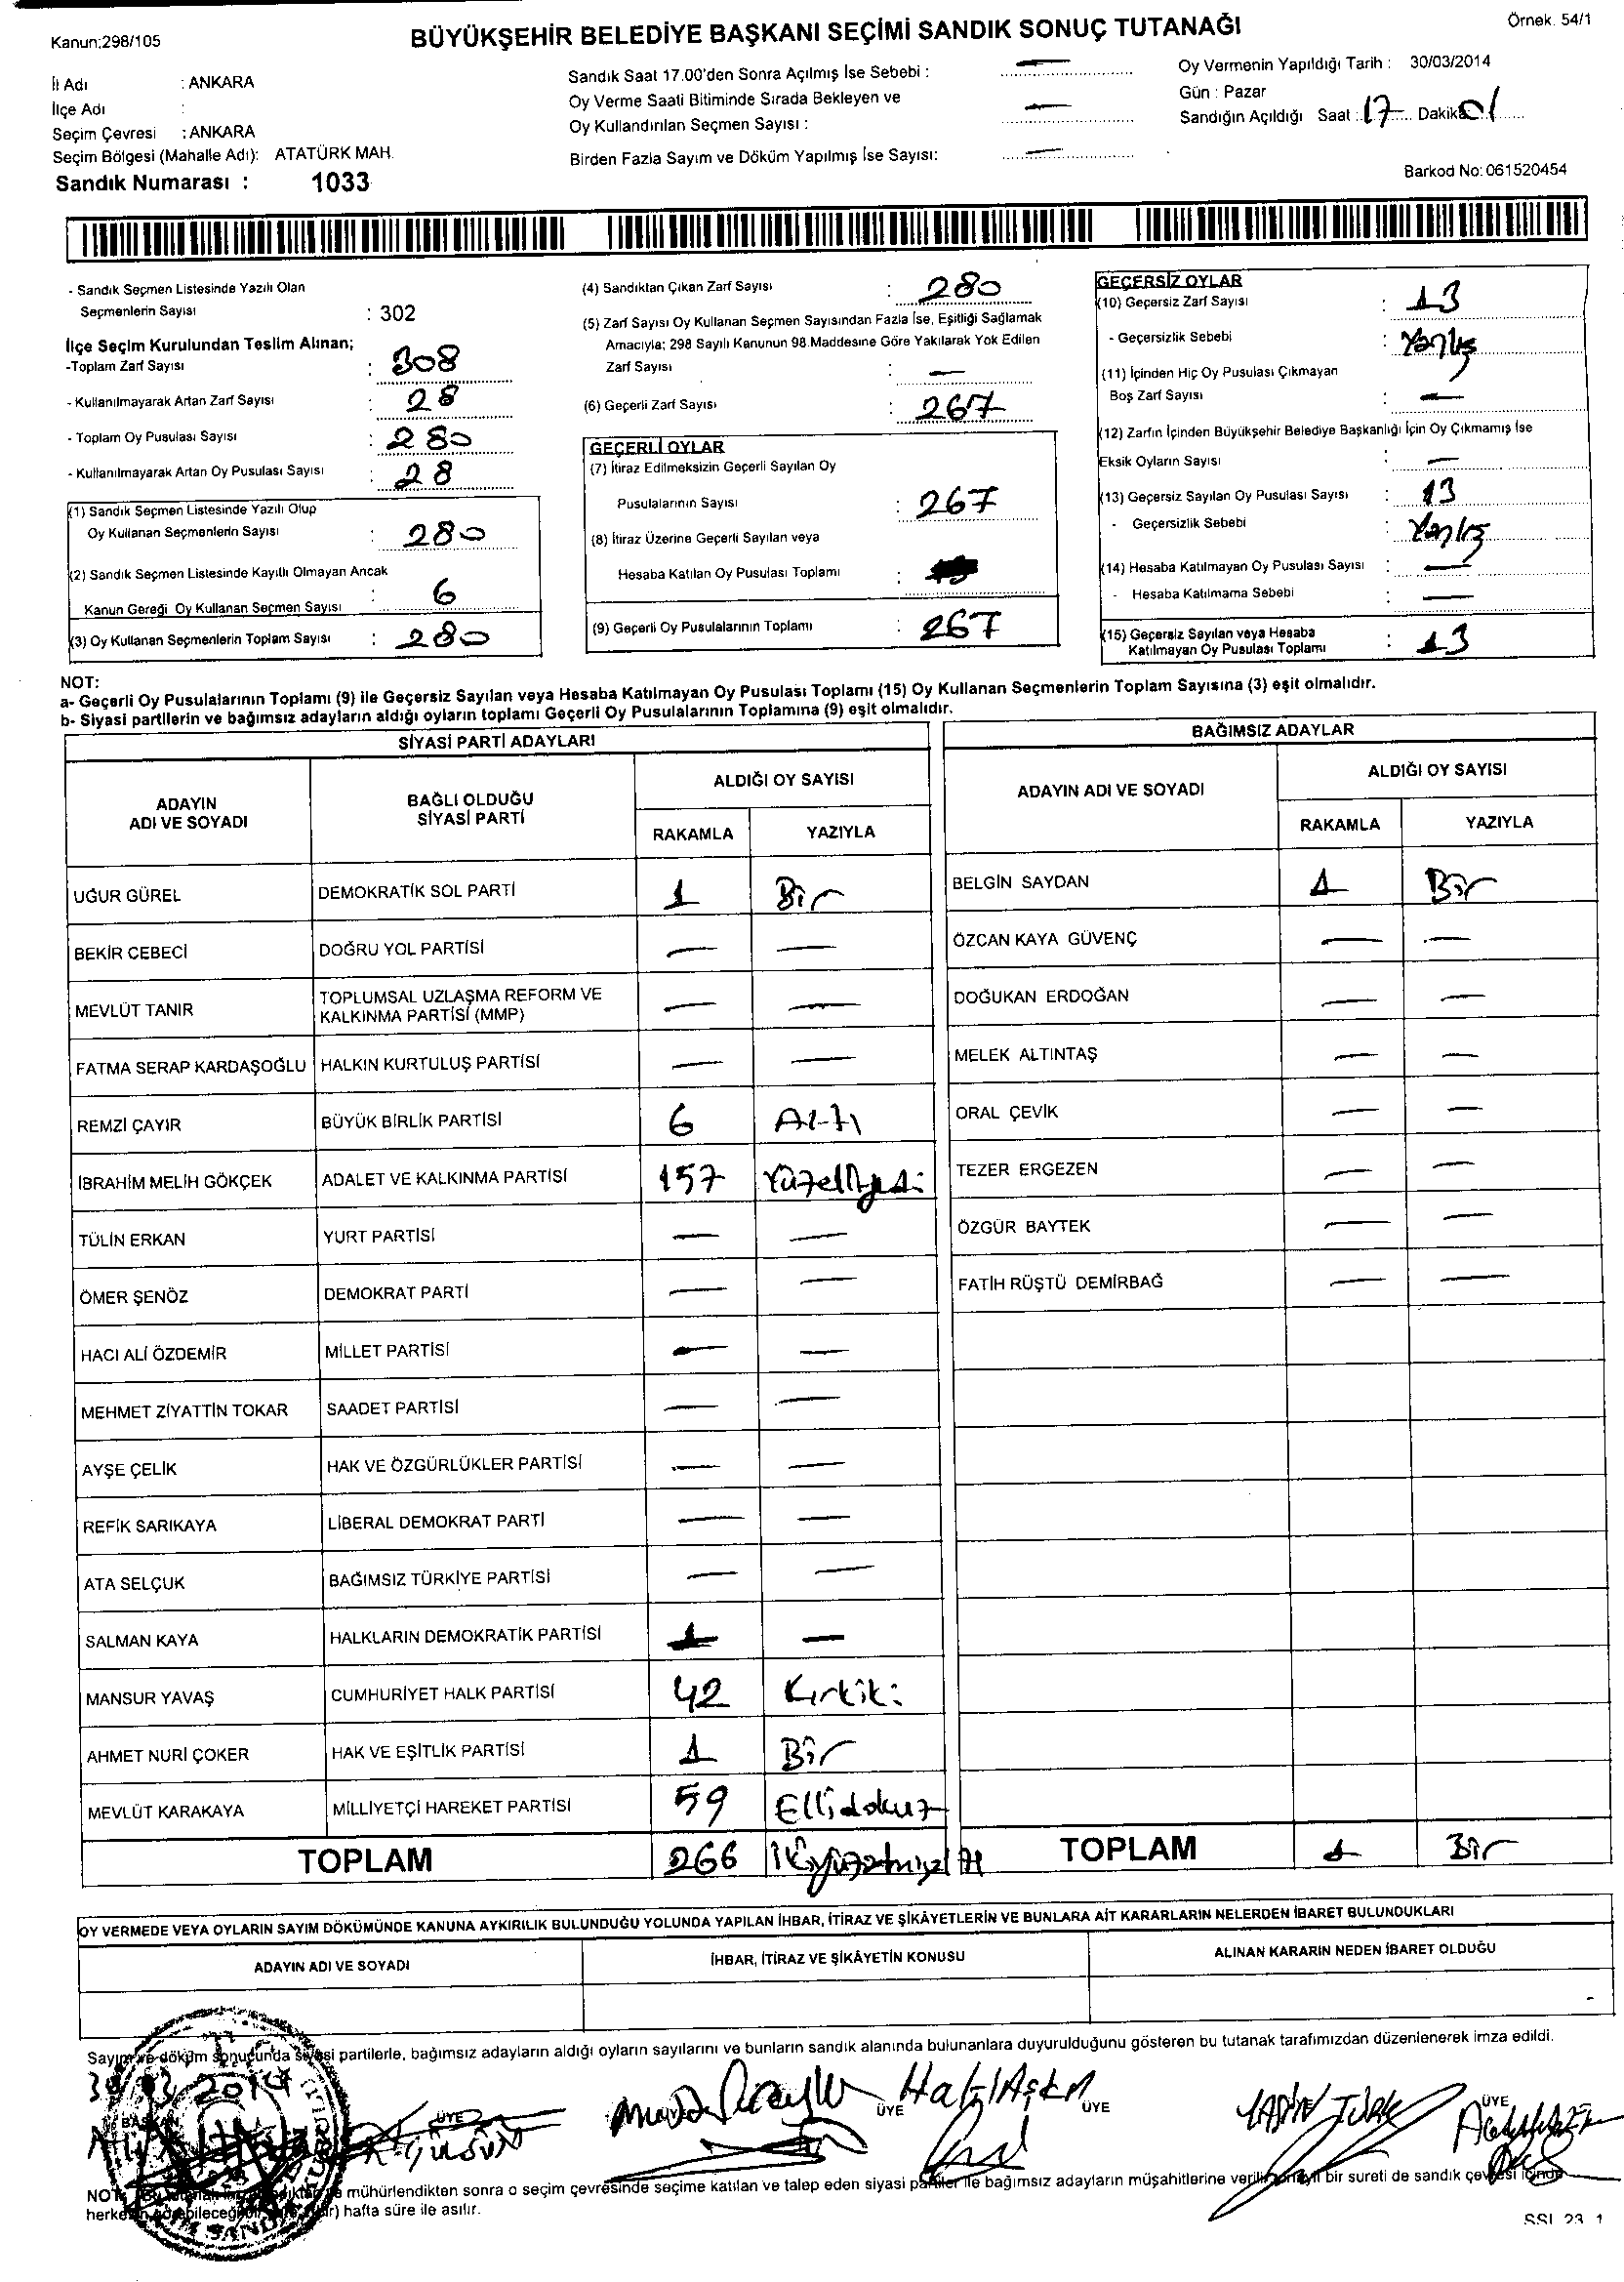 Kanun:298/105
BÜYÜKŞEHİR BELEDİYE BAŞKANI SEÇİMİ SANDIK SONUÇ TUTANAĞI
Örnek. 54/1
İl Adı : ANKARA
İlçe Adı :
Seçim Çevresi : ANKARA
Seçim Bölgesi (Mahalle Adı): ATATÜRK MAH.
Sandık Numarası : 1033
Sandık Saat 17.00'den Sonra Açılmış İse Sebebi : —
Oy Verme Saati Bitiminde Sırada Bekleyen ve
Oy Kullandırılan Seçmen Sayısı : —
Birden Fazla Sayım ve Döküm Yapılmış İse Sayısı: —
Oy Vermenin Yapıldığı Tarih : 30/03/2014
Gün : Pazar
Sandığın Açıldığı Saat : 17 Dakika 01
Barkod No: 061520454
- Sandık Seçmen Listesinde Yazılı Olan
Seçmenlerin Sayısı : 302
İlçe Seçim Kurulundan Teslim Alınan;
-Toplam Zarf Sayısı : 308
- Kullanılmayarak Artan Zarf Sayısı : 28
- Toplam Oy Pusulası Sayısı : 280
- Kullanılmayarak Artan Oy Pusulası Sayısı : 28
(1) Sandık Seçmen Listesinde Yazılı Olup
Oy Kullanan Seçmenlerin Sayısı : 280
(2) Sandık Seçmen Listesinde Kayıtlı Olmayan Ancak
Kanun Gereği Oy Kullanan Seçmen Sayısı : 6
(3) Oy Kullanan Seçmenlerin Toplam Sayısı : 280
(4) Sandıktan Çıkan Zarf Sayısı : 280
(5) Zarf Sayısı Oy Kullanan Seçmen Sayısından Fazla İse, Eşitliği Sağlamak
Amacıyla; 298 Sayılı Kanunun 98.Maddesine Göre Yakılarak Yok Edilen
Zarf Sayısı : —
(6) Geçerli Zarf Sayısı : 267
GEÇERLİ OYLAR
(7) İtiraz Edilmeksizin Geçerli Sayılan Oy
Pusulalarının Sayısı : 267
(8) İtiraz Üzerine Geçerli Sayılan veya
Hesaba Katılan Oy Pusulası Toplamı :
(9) Geçerli Oy Pusulalarının Toplamı : 267
GEÇERSİZ OYLAR
(10) Geçersiz Zarf Sayısı : 13
- Geçersizlik Sebebi : Yanlış
(11) İçinden Hiç Oy Pusulası Çıkmayan
Boş Zarf Sayısı : —
(12) Zarfın İçinden Büyükşehir Belediye Başkanlığı İçin Oy Çıkmamış İse
Eksik Oyların Sayısı : —
(13) Geçersiz Sayılan Oy Pusulası Sayısı : 13
- Geçersizlik Sebebi : Yanlış
(14) Hesaba Katılmayan Oy Pusulası Sayısı : —
- Hesaba Katılmama Sebebi : —
(15) Geçersiz Sayılan veya Hesaba
Katılmayan Oy Pusulası Toplamı : 13
NOT:
a- Geçerli Oy Pusulalarının Toplamı (9) ile Geçersiz Sayılan veya Hesaba Katılmayan Oy Pusulası Toplamı (15) Oy Kullanan Seçmenlerin Toplam Sayısına (3) eşit olmalıdır.
b- Siyasi partilerin ve bağımsız adayların aldığı oyların toplamı Geçerli Oy Pusulalarının Toplamına (9) eşit olmalıdır.
SİYASİ PARTİ ADAYLARI
ADAYIN ADI VE SOYADI
BAĞLI OLDUĞU SİYASİ PARTİ
ALDIĞI OY SAYISI
RAKAMLA YAZIYLA
UĞUR GÜREL DEMOKRATİK SOL PARTİ 1 Bir
BEKİR CEBECİ DOĞRU YOL PARTİSİ — —
MEVLÜT TANIR TOPLUMSAL UZLAŞMA REFORM VE KALKINMA PARTİSİ (MMP) — —
FATMA SERAP KARDAŞOĞLU HALKIN KURTULUŞ PARTİSİ — —
REMZİ ÇAYIR BÜYÜK BİRLİK PARTİSİ 6 Altı
İBRAHİM MELİH GÖKÇEK ADALET VE KALKINMA PARTİSİ 157 Yüzelliyedi
TÜLİN ERKAN YURT PARTİSİ — —
ÖMER ŞENÖZ DEMOKRAT PARTİ — —
HACI ALİ ÖZDEMİR MİLLET PARTİSİ — —
MEHMET ZİYATTİN TOKAR SAADET PARTİSİ — —
AYŞE ÇELİK HAK VE ÖZGÜRLÜKLER PARTİSİ — —
REFİK SARIKAYA LİBERAL DEMOKRAT PARTİ — —
ATA SELÇUK BAĞIMSIZ TÜRKİYE PARTİSİ — —
SALMAN KAYA HALKLARIN DEMOKRATİK PARTİSİ —
MANSUR YAVAŞ CUMHURİYET HALK PARTİSİ 42 Kırkiki
AHMET NURİ ÇOKER HAK VE EŞİTLİK PARTİSİ 1 Bir
MEVLÜT KARAKAYA MİLLİYETÇİ HAREKET PARTİSİ 59 Ellidokuz
TOPLAM 266
BAĞIMSIZ ADAYLAR
ADAYIN ADI VE SOYADI
ALDIĞI OY SAYISI
RAKAMLA YAZIYLA
BELGİN SAYDAN 1 Bir
ÖZCAN KAYA GÜVENÇ — —
DOĞUKAN ERDOĞAN — —
MELEK ALTINTAŞ — —
ORAL ÇEVİK — —
TEZER ERGEZEN — —
ÖZGÜR BAYTEK — —
FATİH RÜŞTÜ DEMİRBAĞ — —
TOPLAM 1 Bir
OY VERMEDE VEYA OYLARIN SAYIM DÖKÜMÜNDE KANUNA AYKIRILIK BULUNDUĞU YOLUNDA YAPILAN İHBAR, İTİRAZ VE ŞİKÂYETLERİN VE BUNLARA AİT KARARLARIN NELERDEN İBARET BULUNDUKLARI
ADAYIN ADI VE SOYADI
İHBAR, İTİRAZ VE ŞİKÂYETİN KONUSU
ALINAN KARARIN NEDEN İBARET OLDUĞU
Sayım ve döküm sonucunda siyasi partilerle, bağımsız adayların aldığı oyların sayılarını ve bunların sandık alanında bulunanlara duyurulduğunu gösteren bu tutanak tarafımızdan düzenlenerek imza edildi.
30 03 2014
BAŞKAN ÜYE ÜYE ÜYE ÜYE
NOT: mühürlendikten sonra o seçim çevresinde seçime katılan ve talep eden siyasi partiler ile bağımsız adayların müşahitlerine bir sureti de sandık çevresi içinde
hafta süre ile asılır.